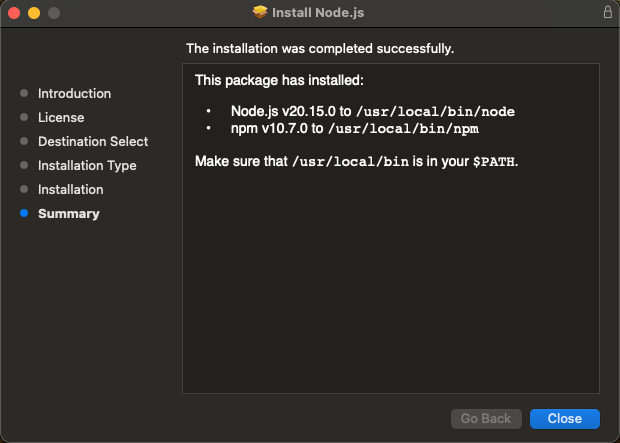 Install Node.js
The installation was completed successfully.
Introduction
License
Destination Select
Installation Type
Installation
Summary
This package has installed:
• Node.js v20.15.0 to /usr/local/bin/node
• npm v10.7.0 to /usr/local/bin/npm
Make sure that /usr/local/bin is in your $PATH.
Go Back
Close